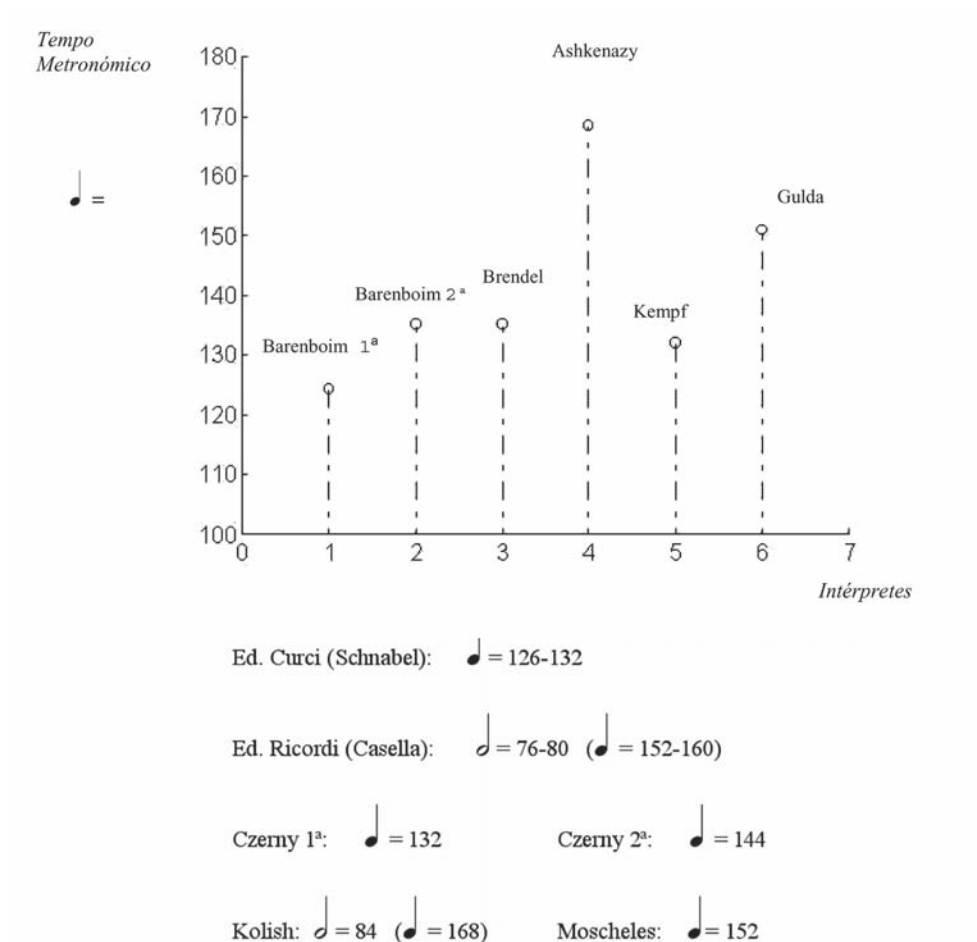 Tempo
Metronómico
Ashkenazy
180
170
160
♩ =
Gulda
150
140
Barenboim 2ª
Brendel
Kempf
130
Barenboim 1ª
120
110
100
0 1 2 3 4 5 6 7
Intérpretes
Ed. Curci (Schnabel): ♩ = 126-132
Ed. Ricordi (Casella): 𝅗𝅥 = 76-80 (♩ = 152-160)
Czerny 1ª: ♩ = 132 Czerny 2ª: ♩ = 144
Kolish: 𝅗𝅥 = 84 (♩ = 168) Moscheles: ♩ = 152